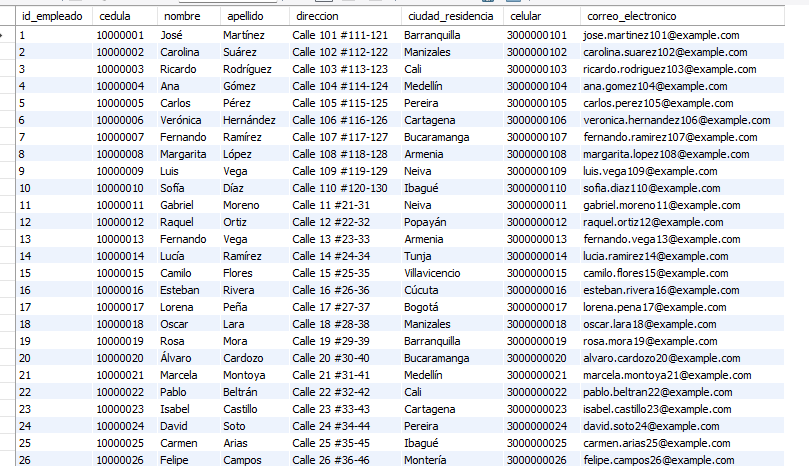 id_empleado cedula nombre apellido direccion ciudad_residencia celular correo_electronico
1 10000001 José Martínez Calle 101 #111-121 Barranquilla 3000000101 jose.martinez101@example.com
2 10000002 Carolina Suárez Calle 102 #112-122 Manizales 3000000102 carolina.suarez102@example.com
3 10000003 Ricardo Rodríguez Calle 103 #113-123 Cali 3000000103 ricardo.rodriguez103@example.com
4 10000004 Ana Gómez Calle 104 #114-124 Medellín 3000000104 ana.gomez104@example.com
5 10000005 Carlos Pérez Calle 105 #115-125 Pereira 3000000105 carlos.perez105@example.com
6 10000006 Verónica Hernández Calle 106 #116-126 Cartagena 3000000106 veronica.hernandez106@example.com
7 10000007 Fernando Ramírez Calle 107 #117-127 Bucaramanga 3000000107 fernando.ramirez107@example.com
8 10000008 Margarita López Calle 108 #118-128 Armenia 3000000108 margarita.lopez108@example.com
9 10000009 Luis Vega Calle 109 #119-129 Neiva 3000000109 luis.vega109@example.com
10 10000010 Sofía Díaz Calle 110 #120-130 Ibagué 3000000110 sofia.diaz110@example.com
11 10000011 Gabriel Moreno Calle 11 #21-31 Neiva 3000000011 gabriel.moreno11@example.com
12 10000012 Raquel Ortiz Calle 12 #22-32 Popayán 3000000012 raquel.ortiz12@example.com
13 10000013 Fernando Vega Calle 13 #23-33 Armenia 3000000013 fernando.vega13@example.com
14 10000014 Lucía Ramírez Calle 14 #24-34 Tunja 3000000014 lucia.ramirez14@example.com
15 10000015 Camilo Flores Calle 15 #25-35 Villavicencio 3000000015 camilo.flores15@example.com
16 10000016 Esteban Rivera Calle 16 #26-36 Cúcuta 3000000016 esteban.rivera16@example.com
17 10000017 Lorena Peña Calle 17 #27-37 Bogotá 3000000017 lorena.pena17@example.com
18 10000018 Oscar Lara Calle 18 #28-38 Manizales 3000000018 oscar.lara18@example.com
19 10000019 Rosa Mora Calle 19 #29-39 Barranquilla 3000000019 rosa.mora19@example.com
20 10000020 Álvaro Cardozo Calle 20 #30-40 Bucaramanga 3000000020 alvaro.cardozo20@example.com
21 10000021 Marcela Montoya Calle 21 #31-41 Medellín 3000000021 marcela.montoya21@example.com
22 10000022 Pablo Beltrán Calle 22 #32-42 Cali 3000000022 pablo.beltran22@example.com
23 10000023 Isabel Castillo Calle 23 #33-43 Cartagena 3000000023 isabel.castillo23@example.com
24 10000024 David Soto Calle 24 #34-44 Pereira 3000000024 david.soto24@example.com
25 10000025 Carmen Arias Calle 25 #35-45 Ibagué 3000000025 carmen.arias25@example.com
26 10000026 Felipe Campos Calle 26 #36-46 Montería 3000000026 felipe.campos26@example.com